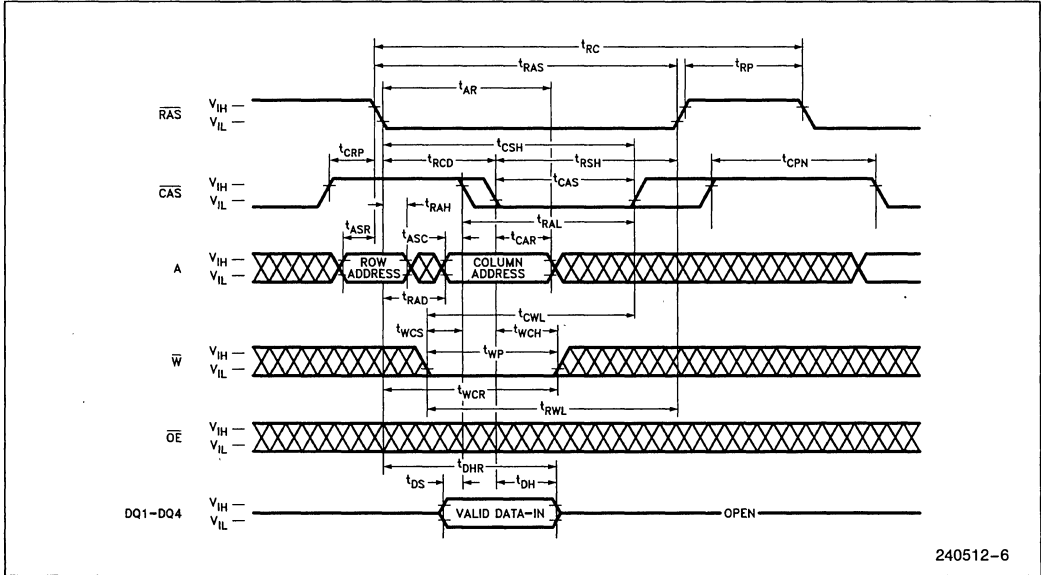 tRC
tRAS
tRP
tAR
RAS
VIH
VIL
tCSH
tCRP
tRCD
tRSH
tCPN
CAS
VIH
VIL
tCAS
tRAH
tRAL
tASR
tASC
tCAR
A
VIH
VIL
ROW ADDRESS
COLUMN ADDRESS
tRAD
tCWL
tWCS
tWCH
W
VIH
VIL
tWP
tWCR
tRWL
OE
VIH
VIL
tDHR
tDS
tDH
DQ1-DQ4
VIH
VIL
VALID DATA-IN
OPEN
240512-6